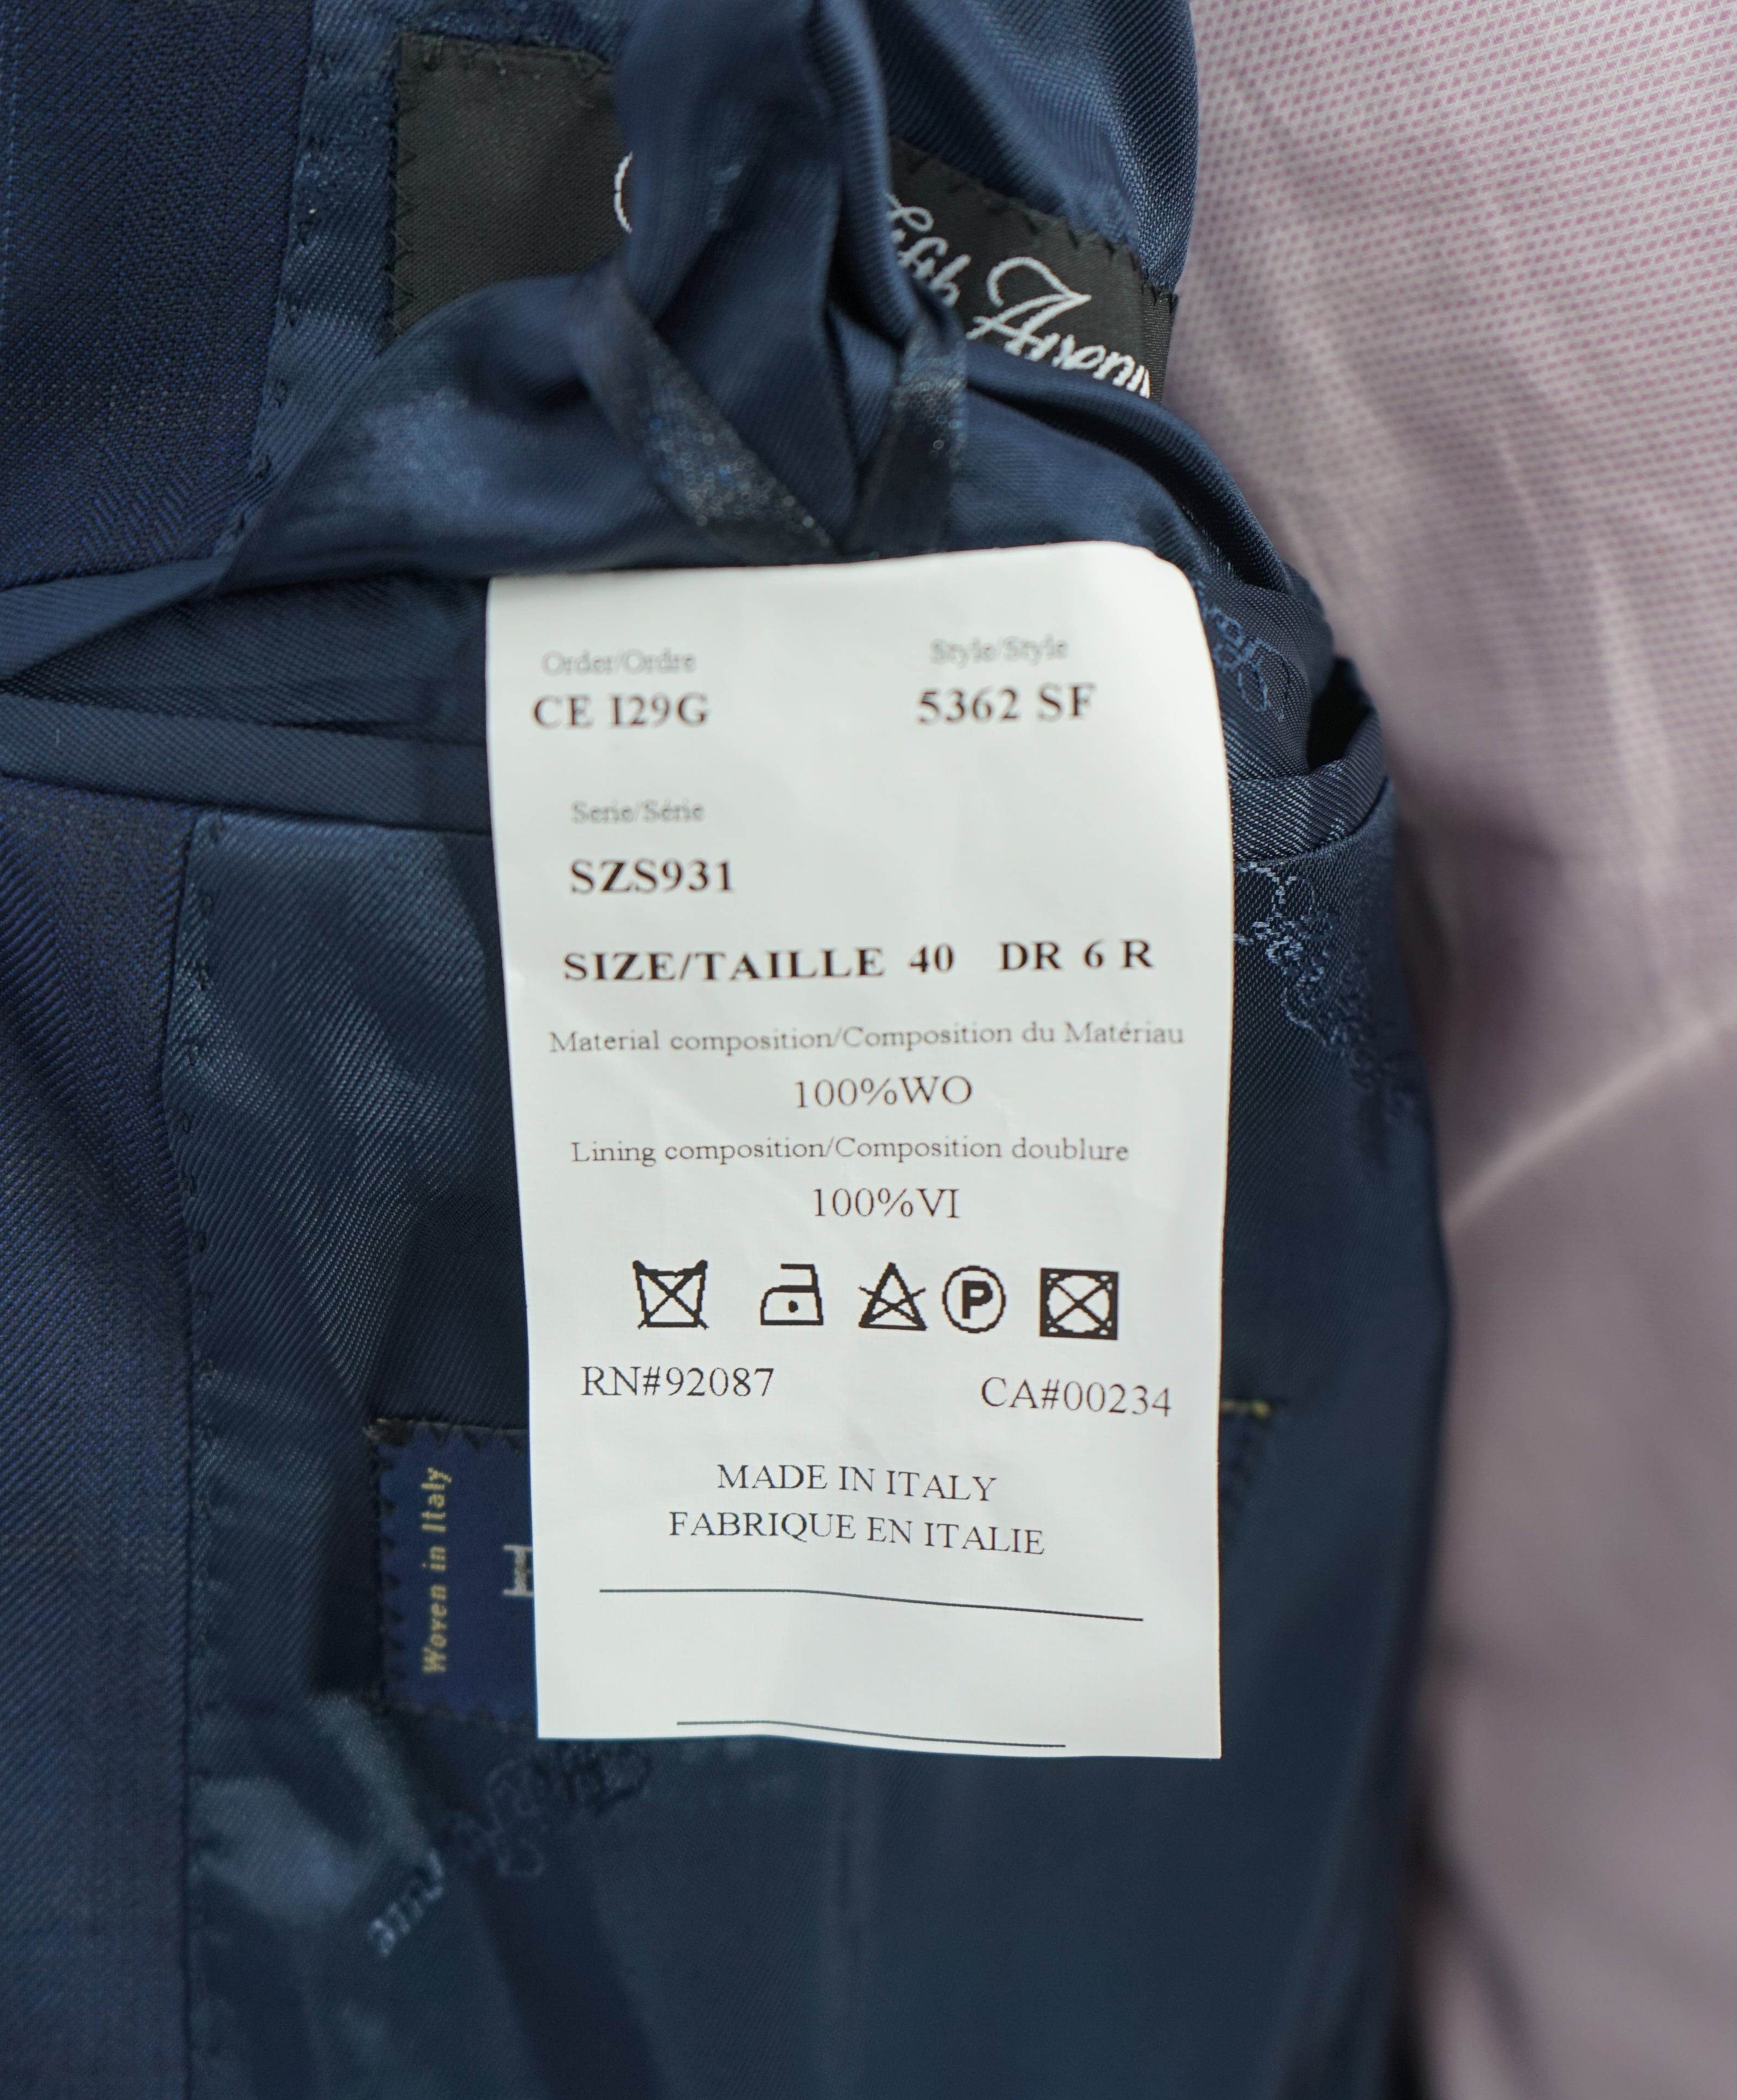 Fifth Avenu
Order/Ordre Style/Style
CE I29G 5362 SF
Serie/Série
SZS931
SIZE/TAILLE 40 DR 6 R
Material composition/Composition du Matériau
100%WO
Lining composition/Composition doublure
100%VI
P
RN#92087 CA#00234
MADE IN ITALY
FABRIQUE EN ITALIE
Woven in Italy